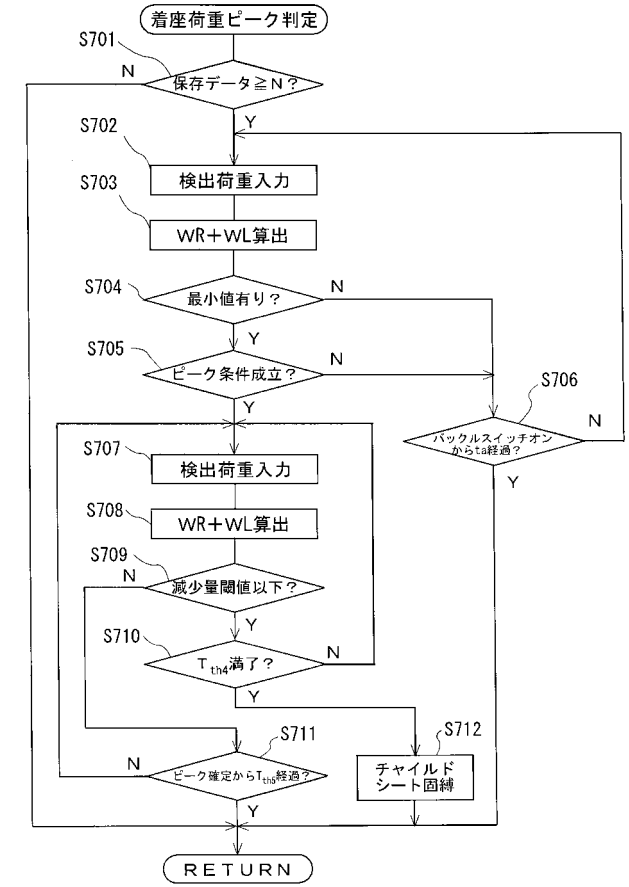 着座荷重ピーク判定
S701
保存データ≧N?
N
Y
S702
検出荷重入力
S703
WR+WL算出
S704
最小値有り?
N
Y
S705
ピーク条件成立?
N
Y
S706
バックルスイッチオン
からta経過?
N
Y
S707
検出荷重入力
S708
WR+WL算出
S709
減少量閾値以下?
N
Y
S710
Tth4満了?
N
Y
S711
ピーク確定からTth5経過?
N
Y
S712
チャイルド
シート固縛
RETURN